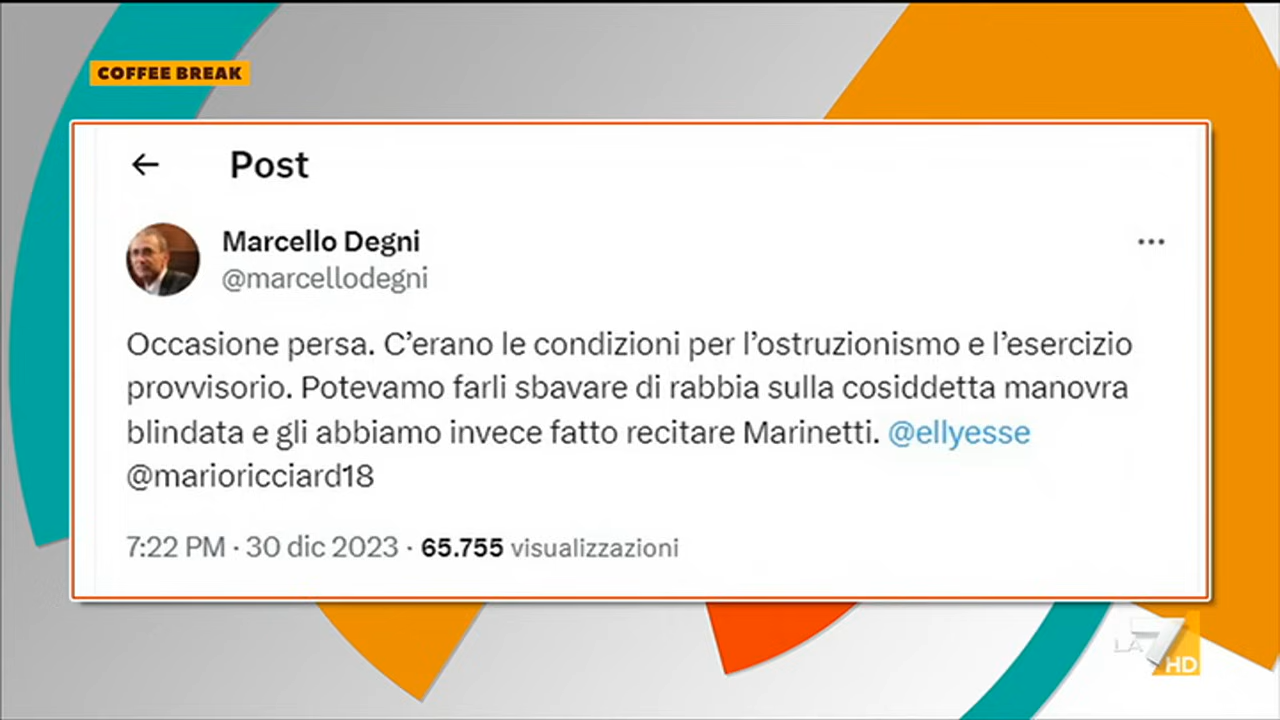 COFFEE BREAK
← Post
Marcello Degni
...
@marcellodegni
Occasione persa. C’erano le condizioni per l’ostruzionismo e l’esercizio
provvisorio. Potevamo farli sbavare di rabbia sulla cosiddetta manovra
blindata e gli abbiamo invece fatto recitare Marinetti. @ellyesse
@marioricciard18
7:22 PM · 30 dic 2023 · 65.755 visualizzazioni
LA 7 HD